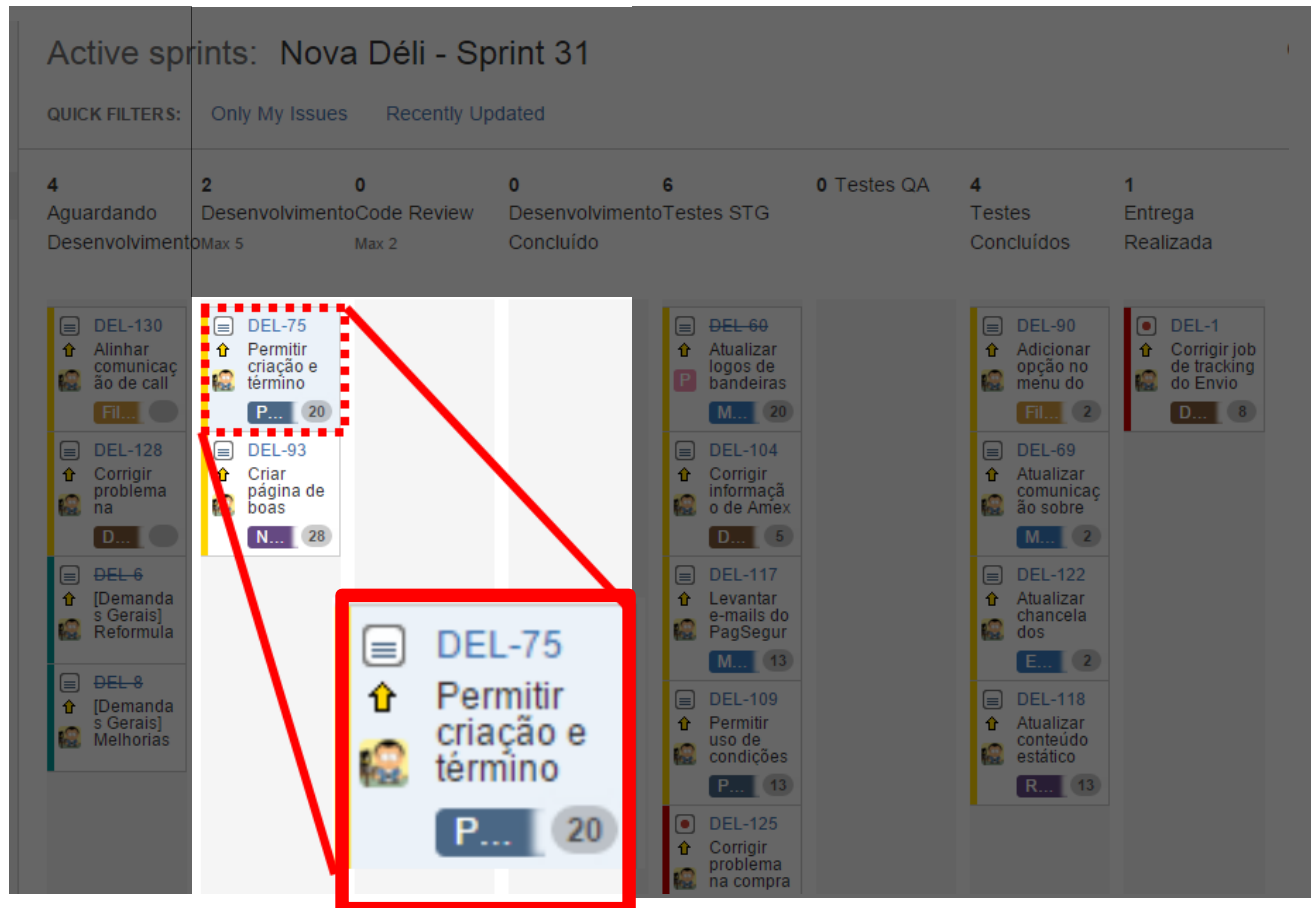 Active sprints: Nova Déli - Sprint 31
QUICK FILTERS: Only My Issues Recently Updated
4
Aguardando
Desenvolvimento
2
Desenvolvimento
Max 5
0
Code Review
Max 2
0
Desenvolvimento
Concluído
6
Testes STG
0 Testes QA
4
Testes
Concluídos
1
Entrega
Realizada
DEL-130
Alinhar
comunicaç
ão de call
Fil...
DEL-128
Corrigir
problema
na
D...
DEL-6
[Demanda
s Gerais]
Reformula
DEL-8
[Demanda
s Gerais]
Melhorias
DEL-75
Permitir
criação e
término
P... 20
DEL-93
Criar
página de
boas
N... 28
DEL-75
Permitir
criação e
término
P... 20
DEL-60
Atualizar
logos de
P bandeiras
M... 20
DEL-104
Corrigir
informaçã
o de Amex
D... 5
DEL-117
Levantar
e-mails do
PagSegur
M... 13
DEL-109
Permitir
uso de
condições
P... 13
DEL-125
Corrigir
problema
na compra
DEL-90
Adicionar
opção no
menu do
Fil... 2
DEL-69
Atualizar
comunicaç
ão sobre
M... 2
DEL-122
Atualizar
chancela
dos
E... 2
DEL-118
Atualizar
conteúdo
estático
R... 13
DEL-1
Corrigir job
de tracking
do Envio
D... 8